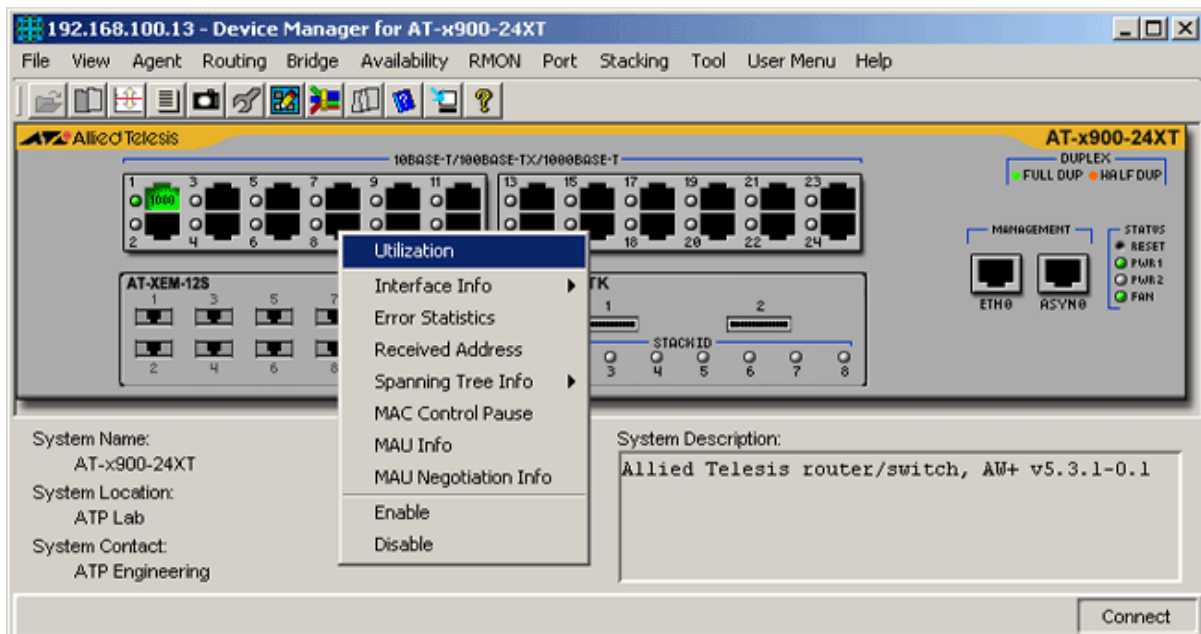 192.168.100.13 - Device Manager for AT-x900-24XT
File View Agent Routing Bridge Availability RMON Port Stacking Tool User Menu Help
Allied Telesis
AT-x900-24XT
10BASE-T/100BASE-TX/1000BASE-T
DUPLEX
FULL DUP HALF DUP
1 3 5 7 9 11 13 15 17 19 21 23
1000
2 4 6 8 18 20 22 24
MANAGEMENT
ETH0 ASYN0
STATUS
RESET
PWR1
PWR2
FAN
AT-XEM-12S
1 3 5 7
2 4 6 8
TK
1 2
STACK ID
3 4 5 6 7 8
Utilization
Interface Info
Error Statistics
Received Address
Spanning Tree Info
MAC Control Pause
MAU Info
MAU Negotiation Info
Enable
Disable
System Name:
AT-x900-24XT
System Location:
ATP Lab
System Contact:
ATP Engineering
System Description:
Allied Telesis router/switch, AW+ v5.3.1-0.1
Connect